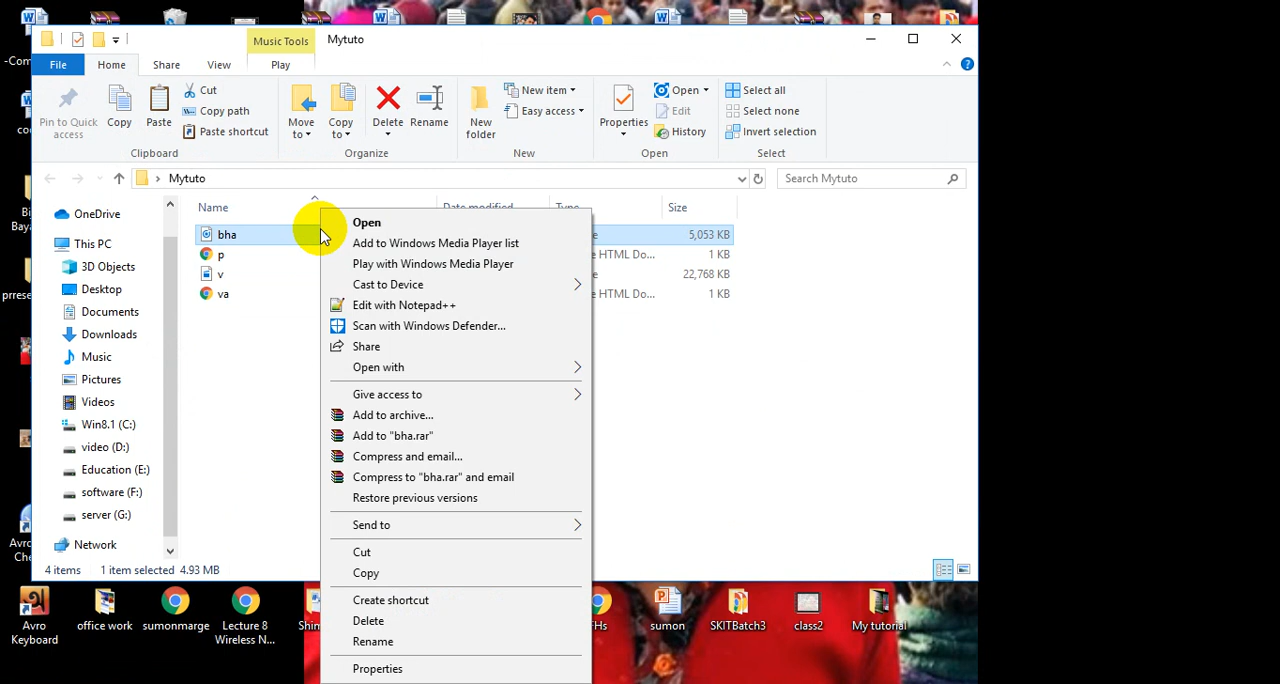 Music Tools Mytuto
File Home Share View Play
Pin to Quick access
Copy
Paste
Cut
Copy path
Paste shortcut
Clipboard
Move to
Copy to
Delete
Rename
Organize
New folder
New item
Easy access
New
Properties
Open
Edit
History
Open
Select all
Select none
Invert selection
Select
Mytuto
Search Mytuto
Name Date modified Type Size
OneDrive
This PC
3D Objects
Desktop
Documents
Downloads
Music
Pictures
Videos
Win8.1 (C:)
video (D:)
Education (E:)
software (F:)
server (G:)
Network
bha 5,053 KB
p e HTML Do... 1 KB
v 22,768 KB
va e HTML Do... 1 KB
Open
Add to Windows Media Player list
Play with Windows Media Player
Cast to Device
Edit with Notepad++
Scan with Windows Defender...
Share
Open with
Give access to
Add to archive...
Add to "bha.rar"
Compress and email...
Compress to "bha.rar" and email
Restore previous versions
Send to
Cut
Copy
Create shortcut
Delete
Rename
Properties
4 items 1 item selected 4.93 MB
Avro Keyboard
office work
sumonmarge
Lecture 8 Wireless N...
sumon
SKITBatch3
class2
My tutorial